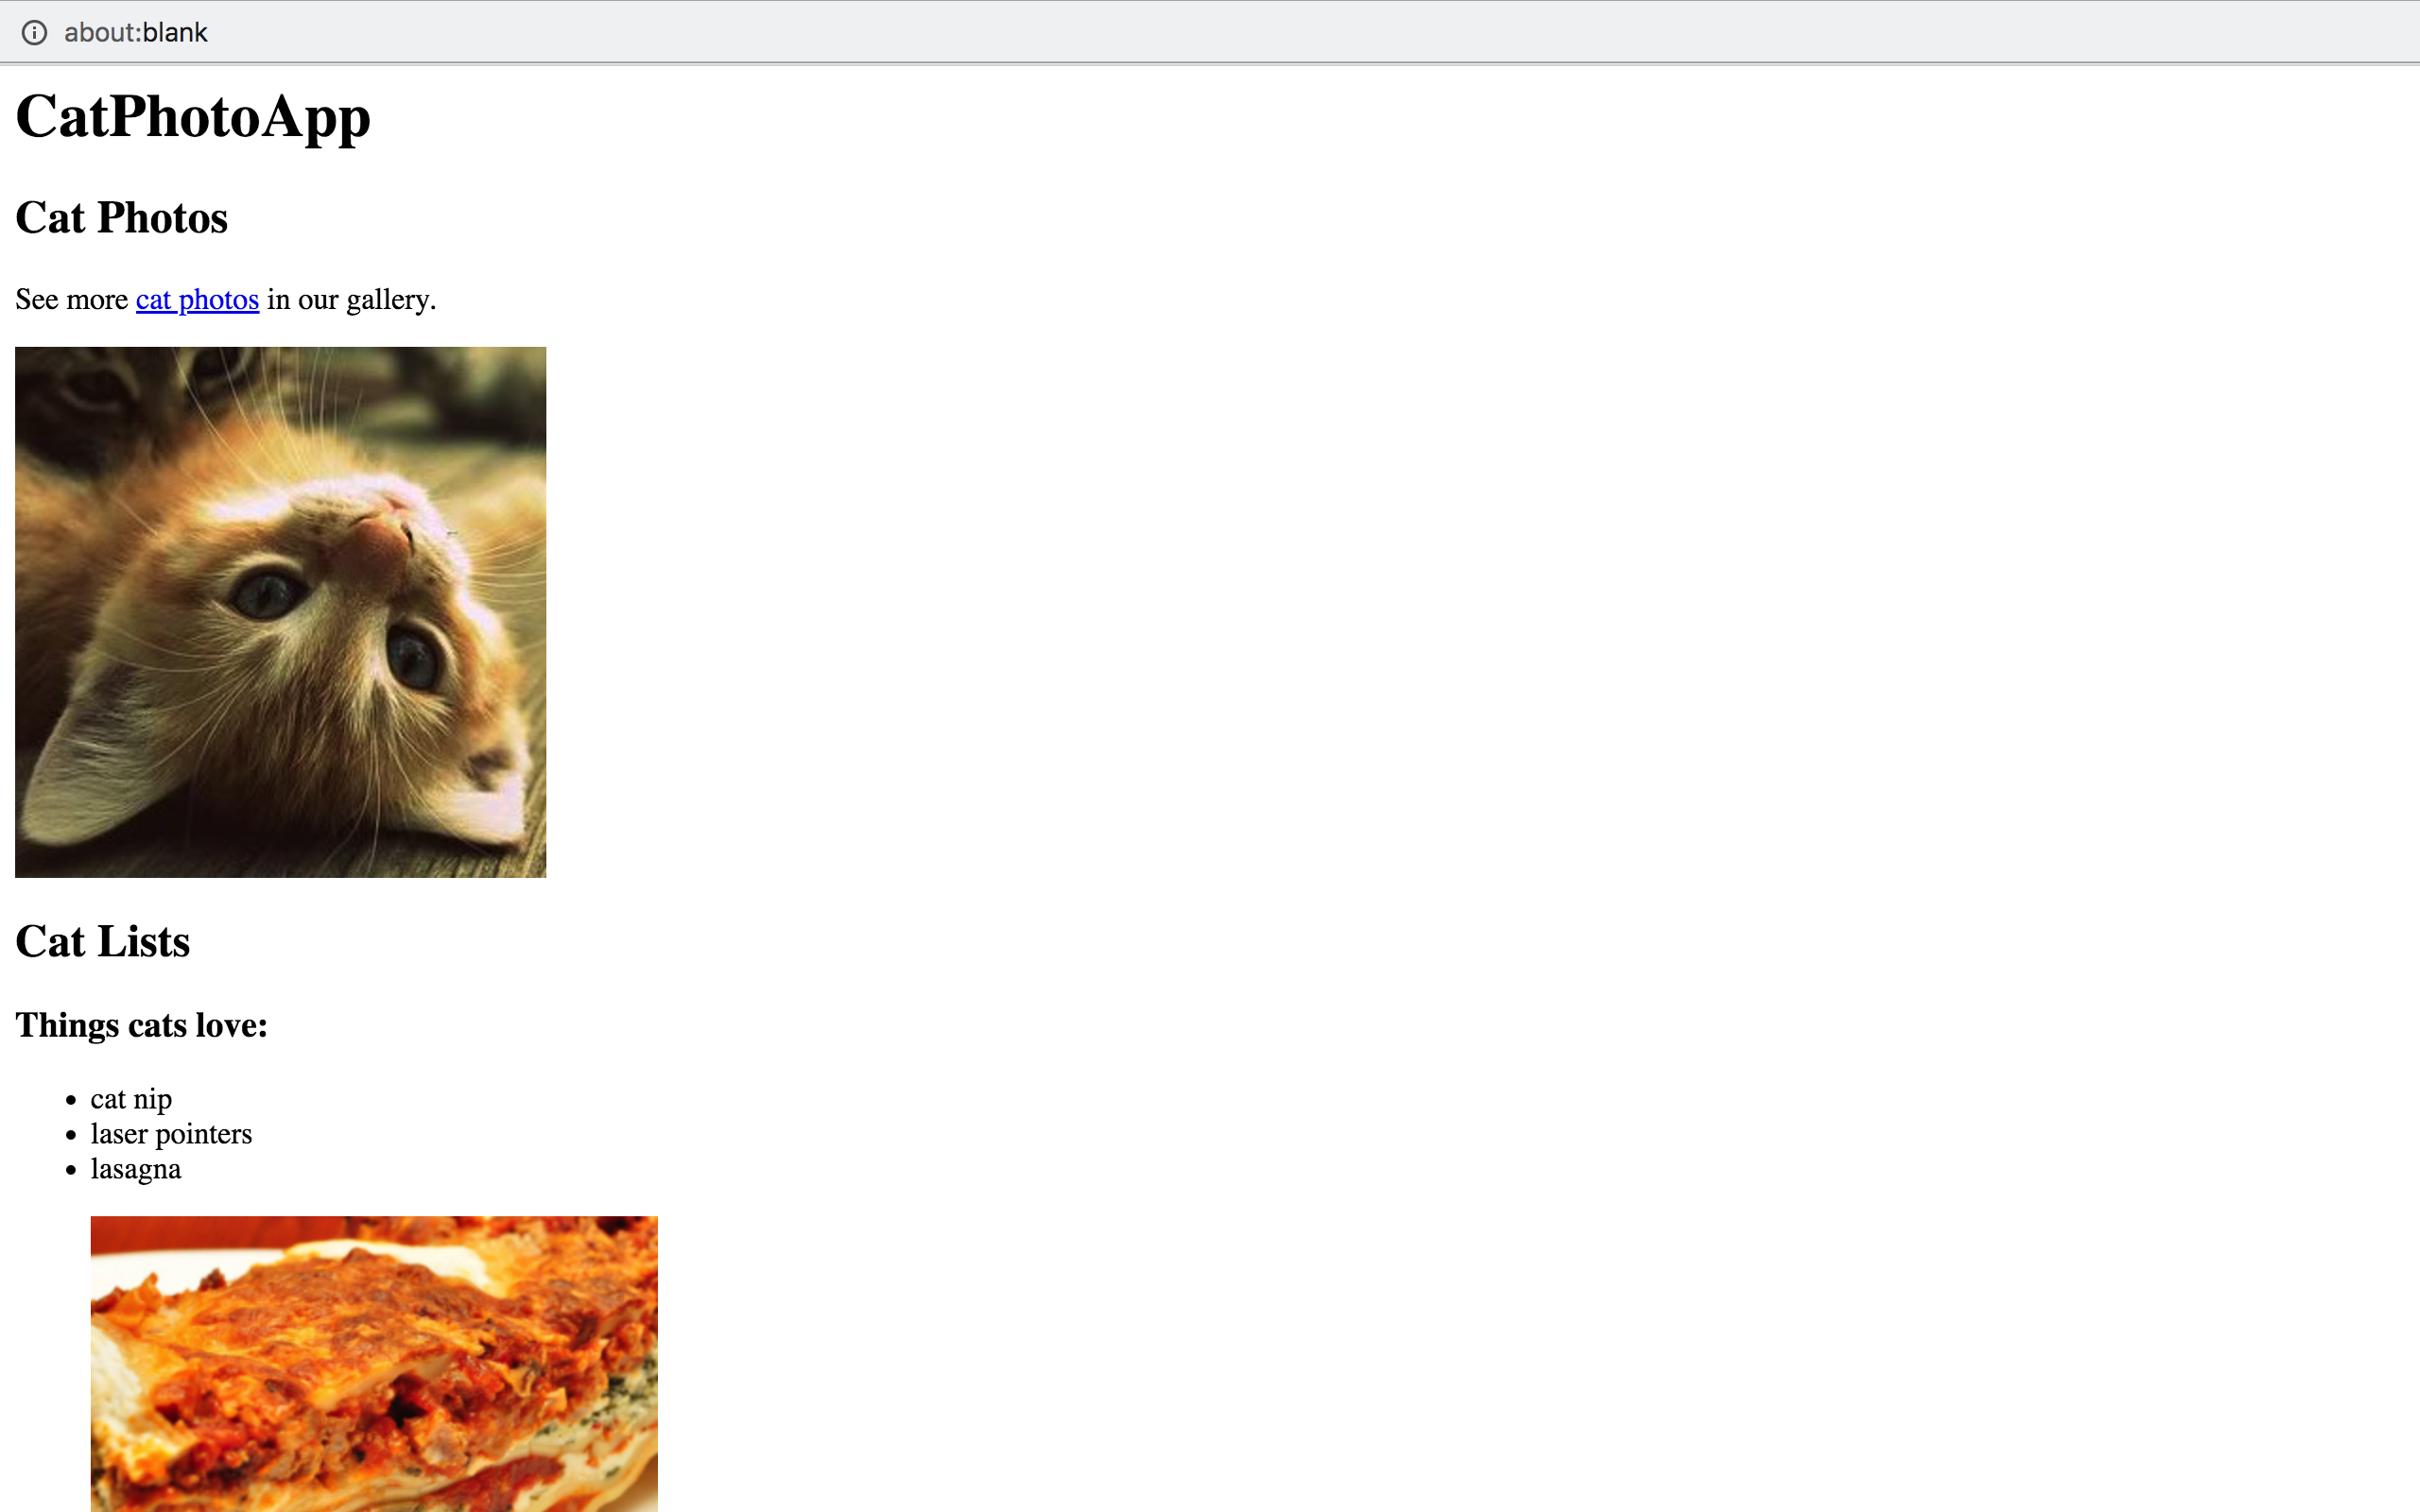 about:blank
CatPhotoApp
Cat Photos
See more cat photos in our gallery.
Cat Lists
Things cats love:
cat nip
laser pointers
lasagna